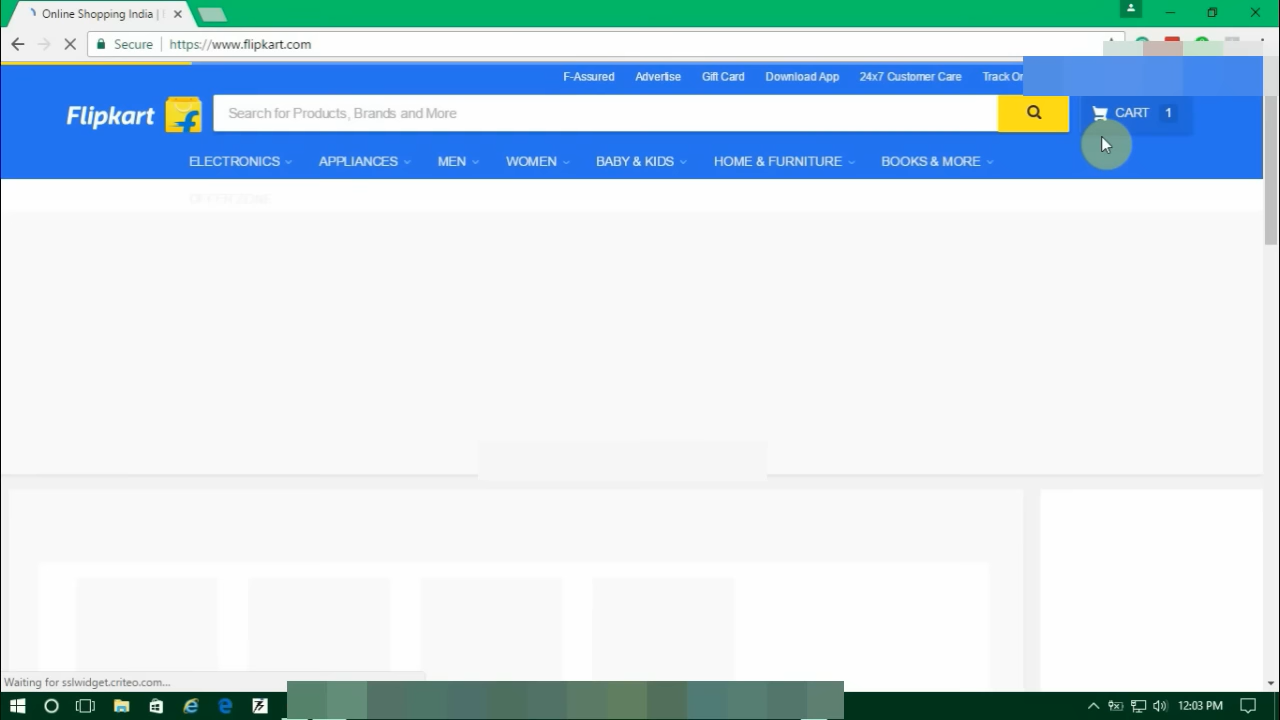 Online Shopping India |
Secure https://www.flipkart.com
F-Assured Advertise Gift Card Download App 24x7 Customer Care Track
Flipkart Search for Products, Brands and More CART 1
ELECTRONICS APPLIANCES MEN WOMEN BABY & KIDS HOME & FURNITURE BOOKS & MORE
Waiting for sslwidget.criteo.com...
12:03 PM